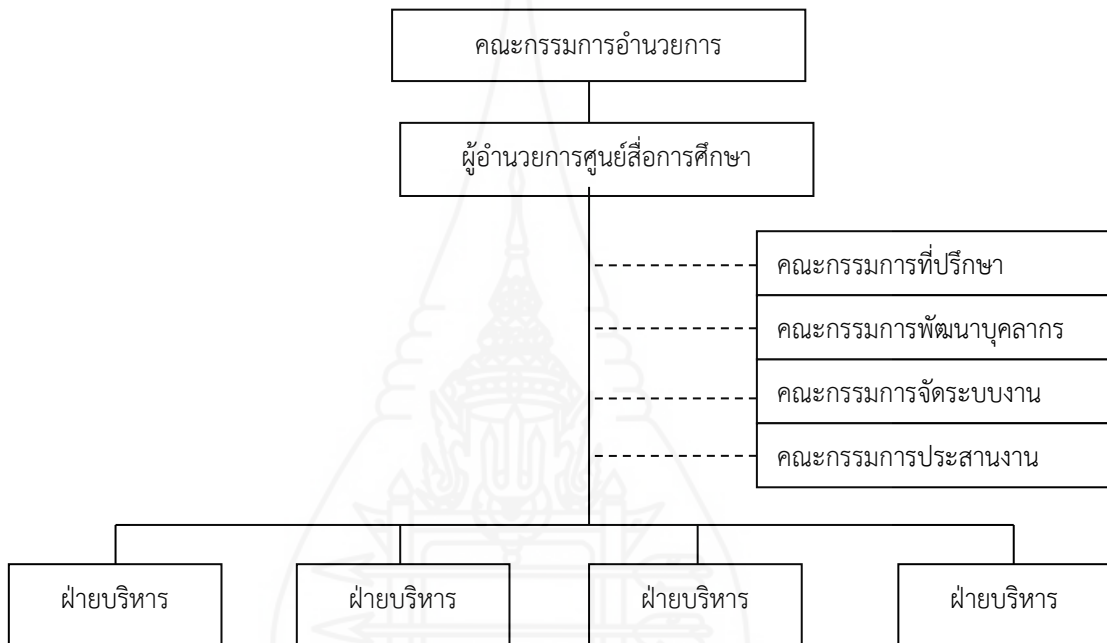 คณะกรรมการอำนวยการ
ผู้อำนวยการศูนย์สื่อการศึกษา
คณะกรรมการที่ปรึกษา
คณะกรรมการพัฒนาบุคลากร
คณะกรรมการจัดระบบงาน
คณะกรรมการประสานงาน
ฝ่ายบริหาร ฝ่ายบริหาร ฝ่ายบริหาร ฝ่ายบริหาร